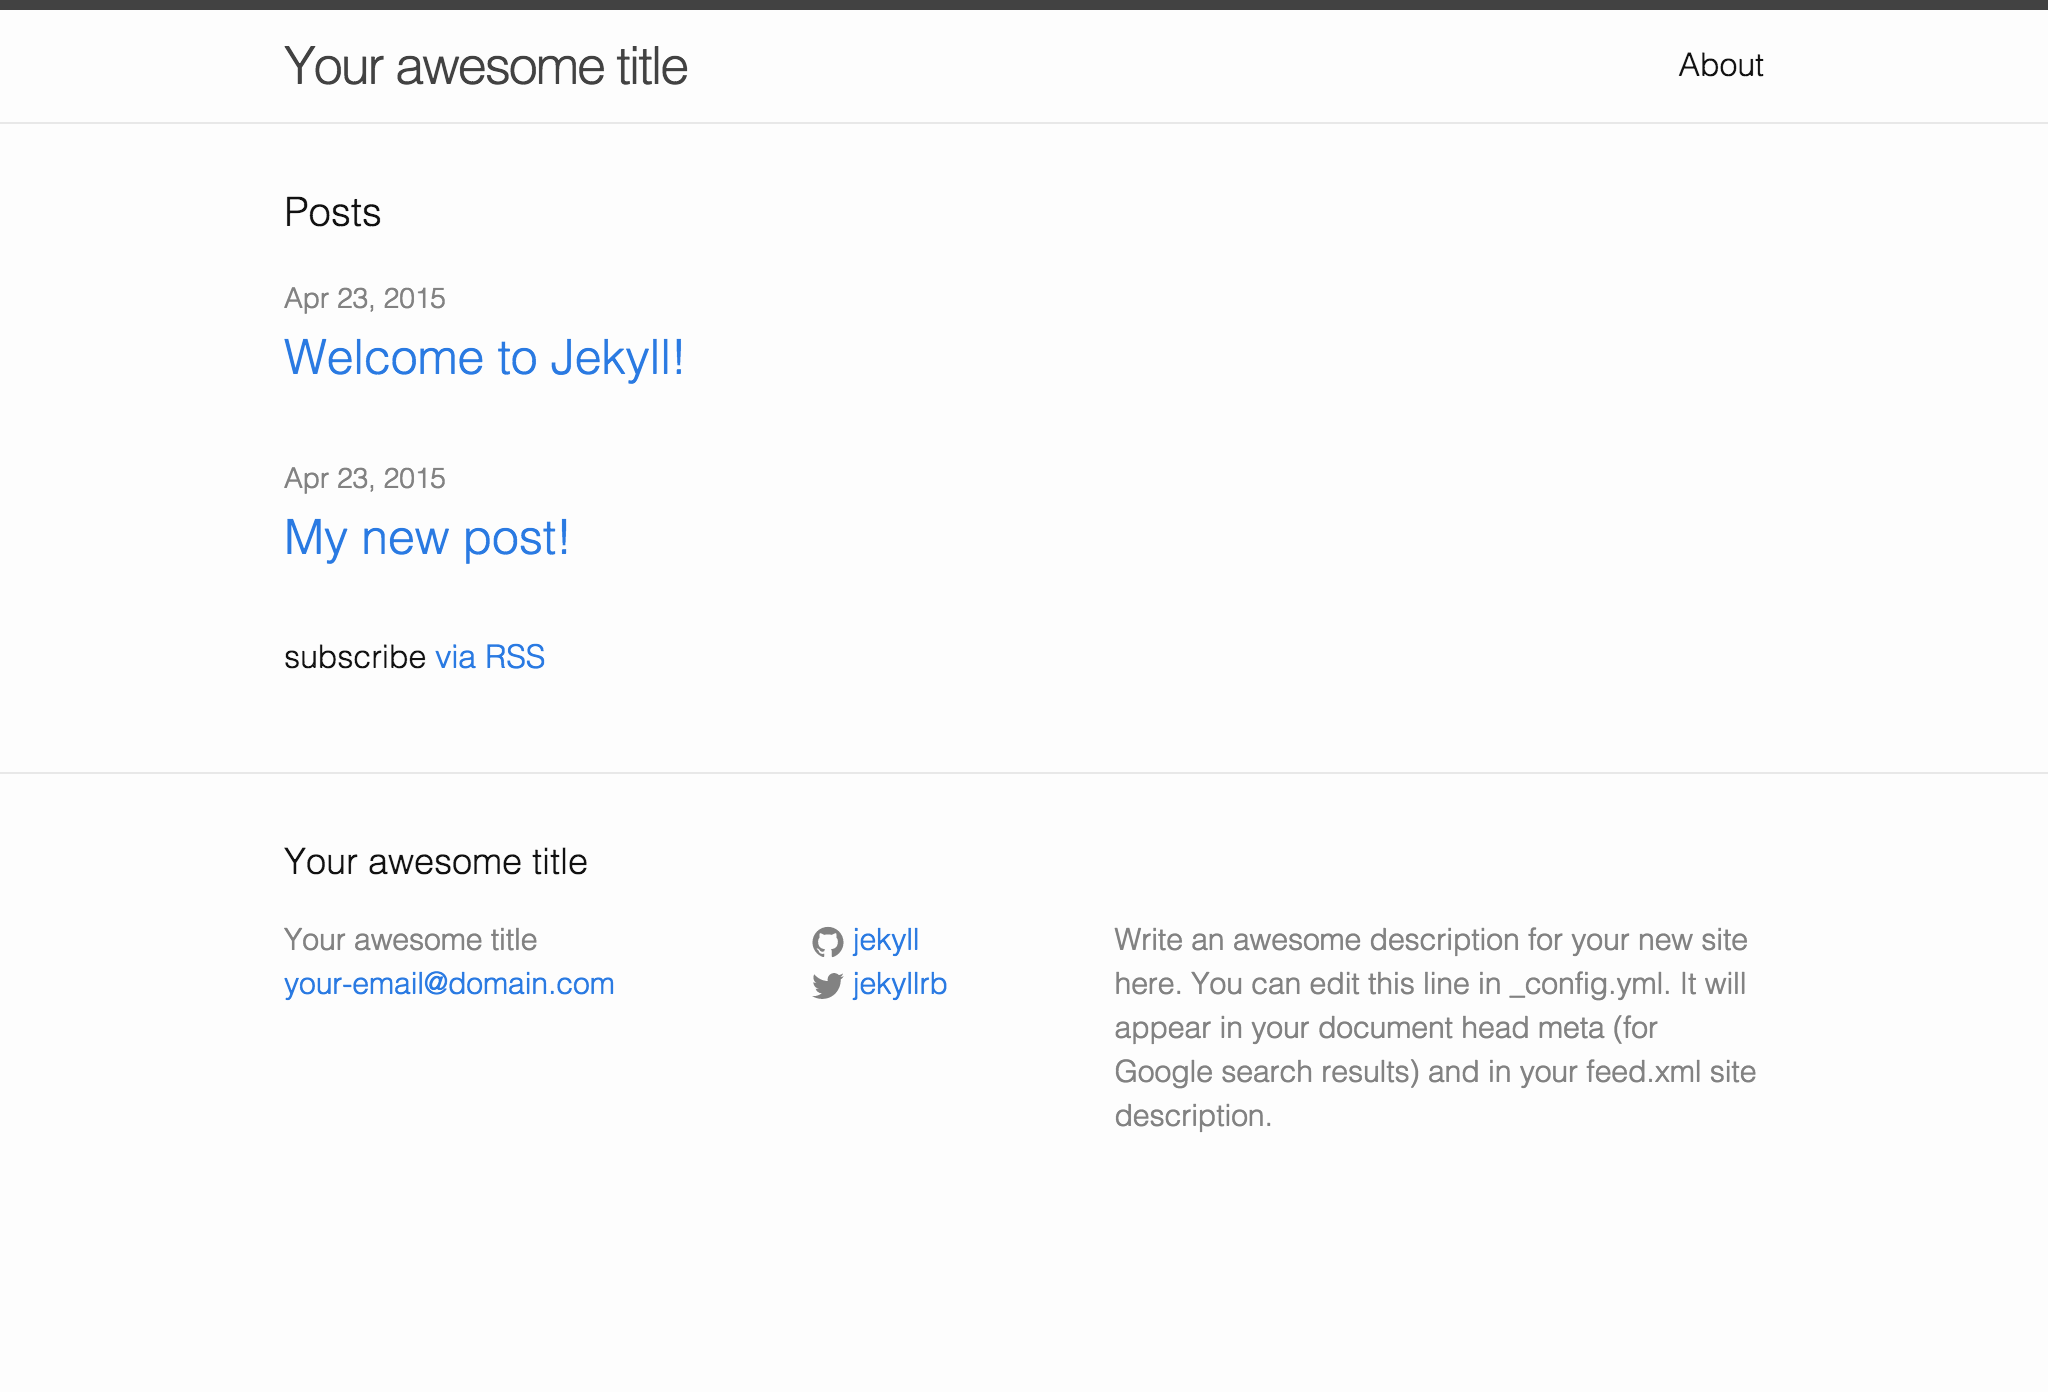 Your awesome title
About
Posts
Apr 23, 2015
Welcome to Jekyll!
Apr 23, 2015
My new post!
subscribe via RSS
Your awesome title
Your awesome title
your-email@domain.com
jekyll
jekyllrb
Write an awesome description for your new site
here. You can edit this line in _config.yml. It will
appear in your document head meta (for
Google search results) and in your feed.xml site
description.